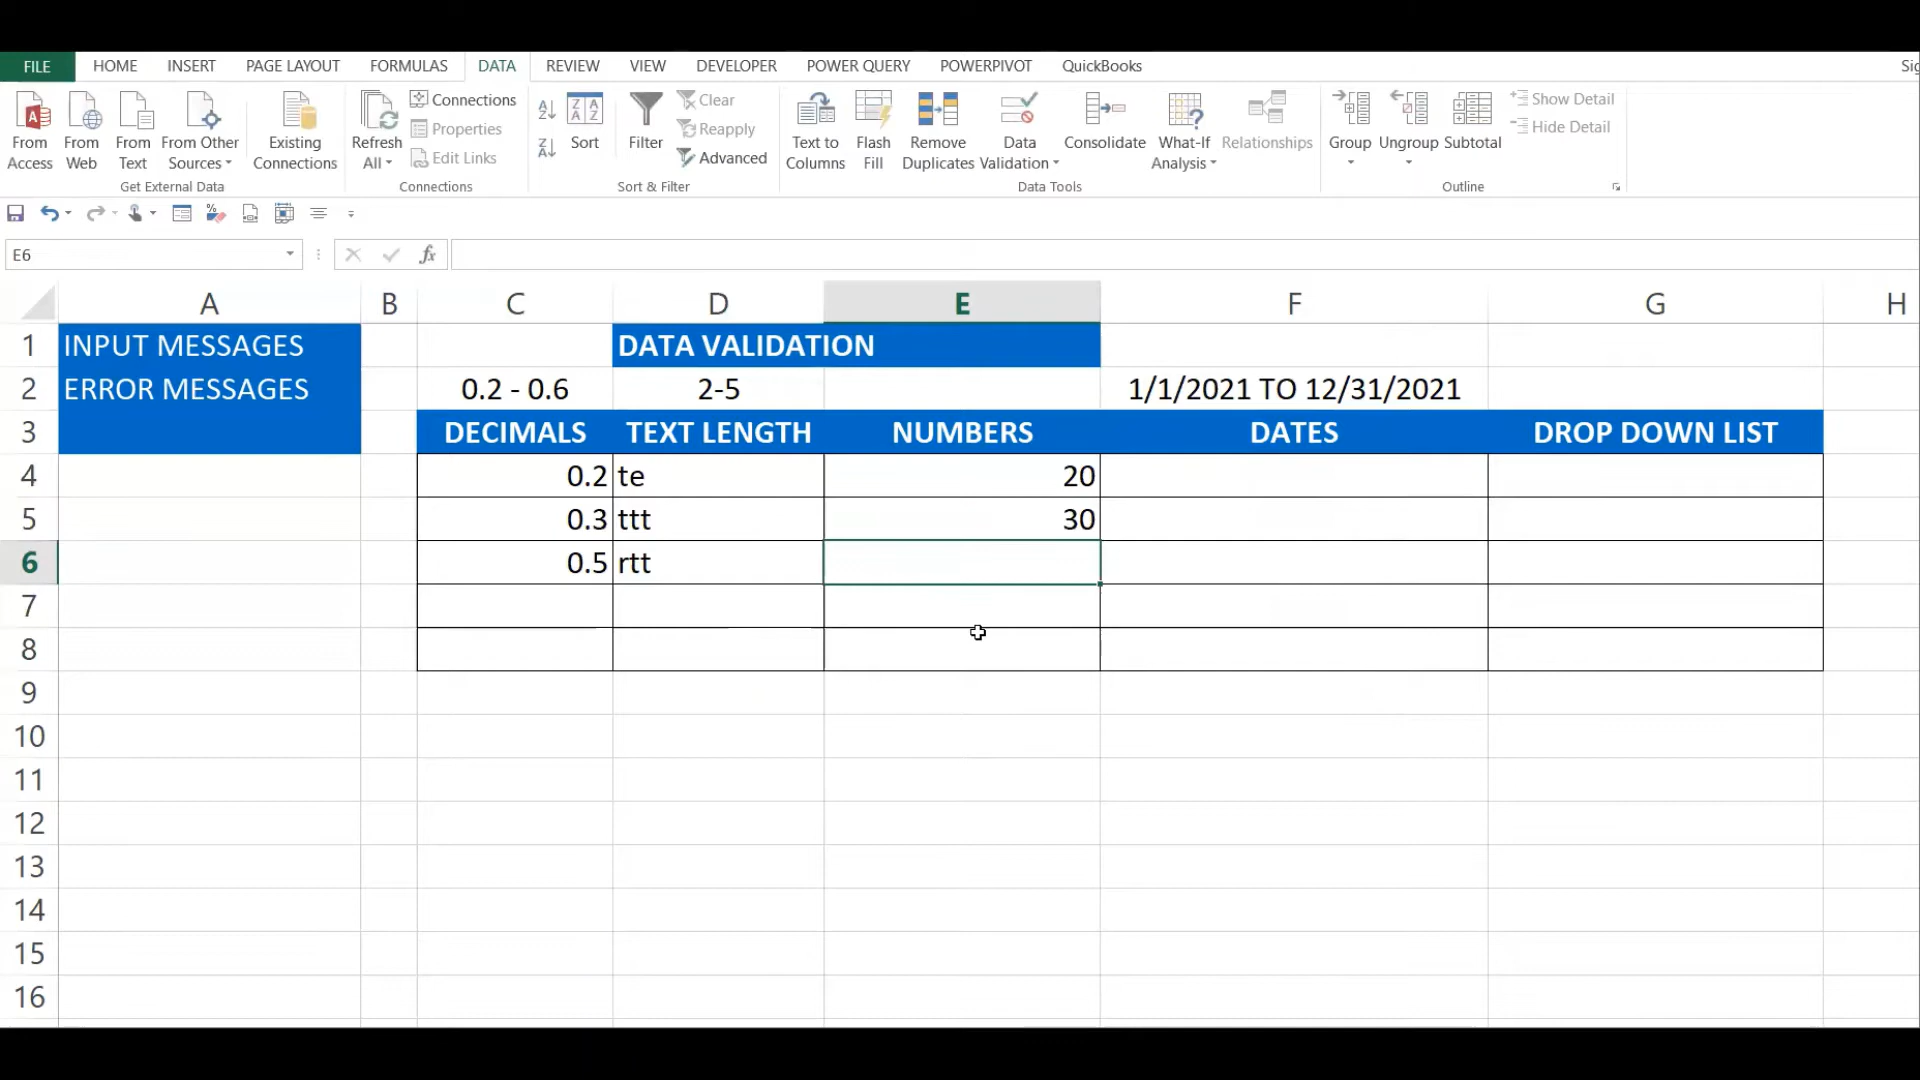 FILE HOME INSERT PAGE LAYOUT FORMULAS DATA REVIEW VIEW DEVELOPER POWER QUERY POWERPIVOT QuickBooks
From Access
From Web
From Text
From Other Sources
Existing Connections
Get External Data
Refresh All
Connections
Properties
Edit Links
Connections
Sort
Filter
Clear
Reapply
Advanced
Sort & Filter
Text to Columns
Flash Fill
Remove Duplicates
Data Validation
Consolidate
What-If Analysis
Relationships
Data Tools
Group
Ungroup
Subtotal
Show Detail
Hide Detail
Outline
E6 fx
A B C D E F G H
1 INPUT MESSAGES DATA VALIDATION
2 ERROR MESSAGES 0.2 - 0.6 2-5 1/1/2021 TO 12/31/2021
3 DECIMALS TEXT LENGTH NUMBERS DATES DROP DOWN LIST
4 0.2 te 20
5 0.3 ttt 30
6 0.5 rtt
7
8
9
10
11
12
13
14
15
16